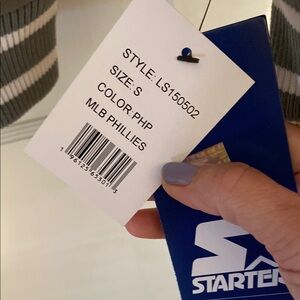 STYLE: LS150502
SIZE: S
COLOR: PHP
MLB PHILLIES
STARTER